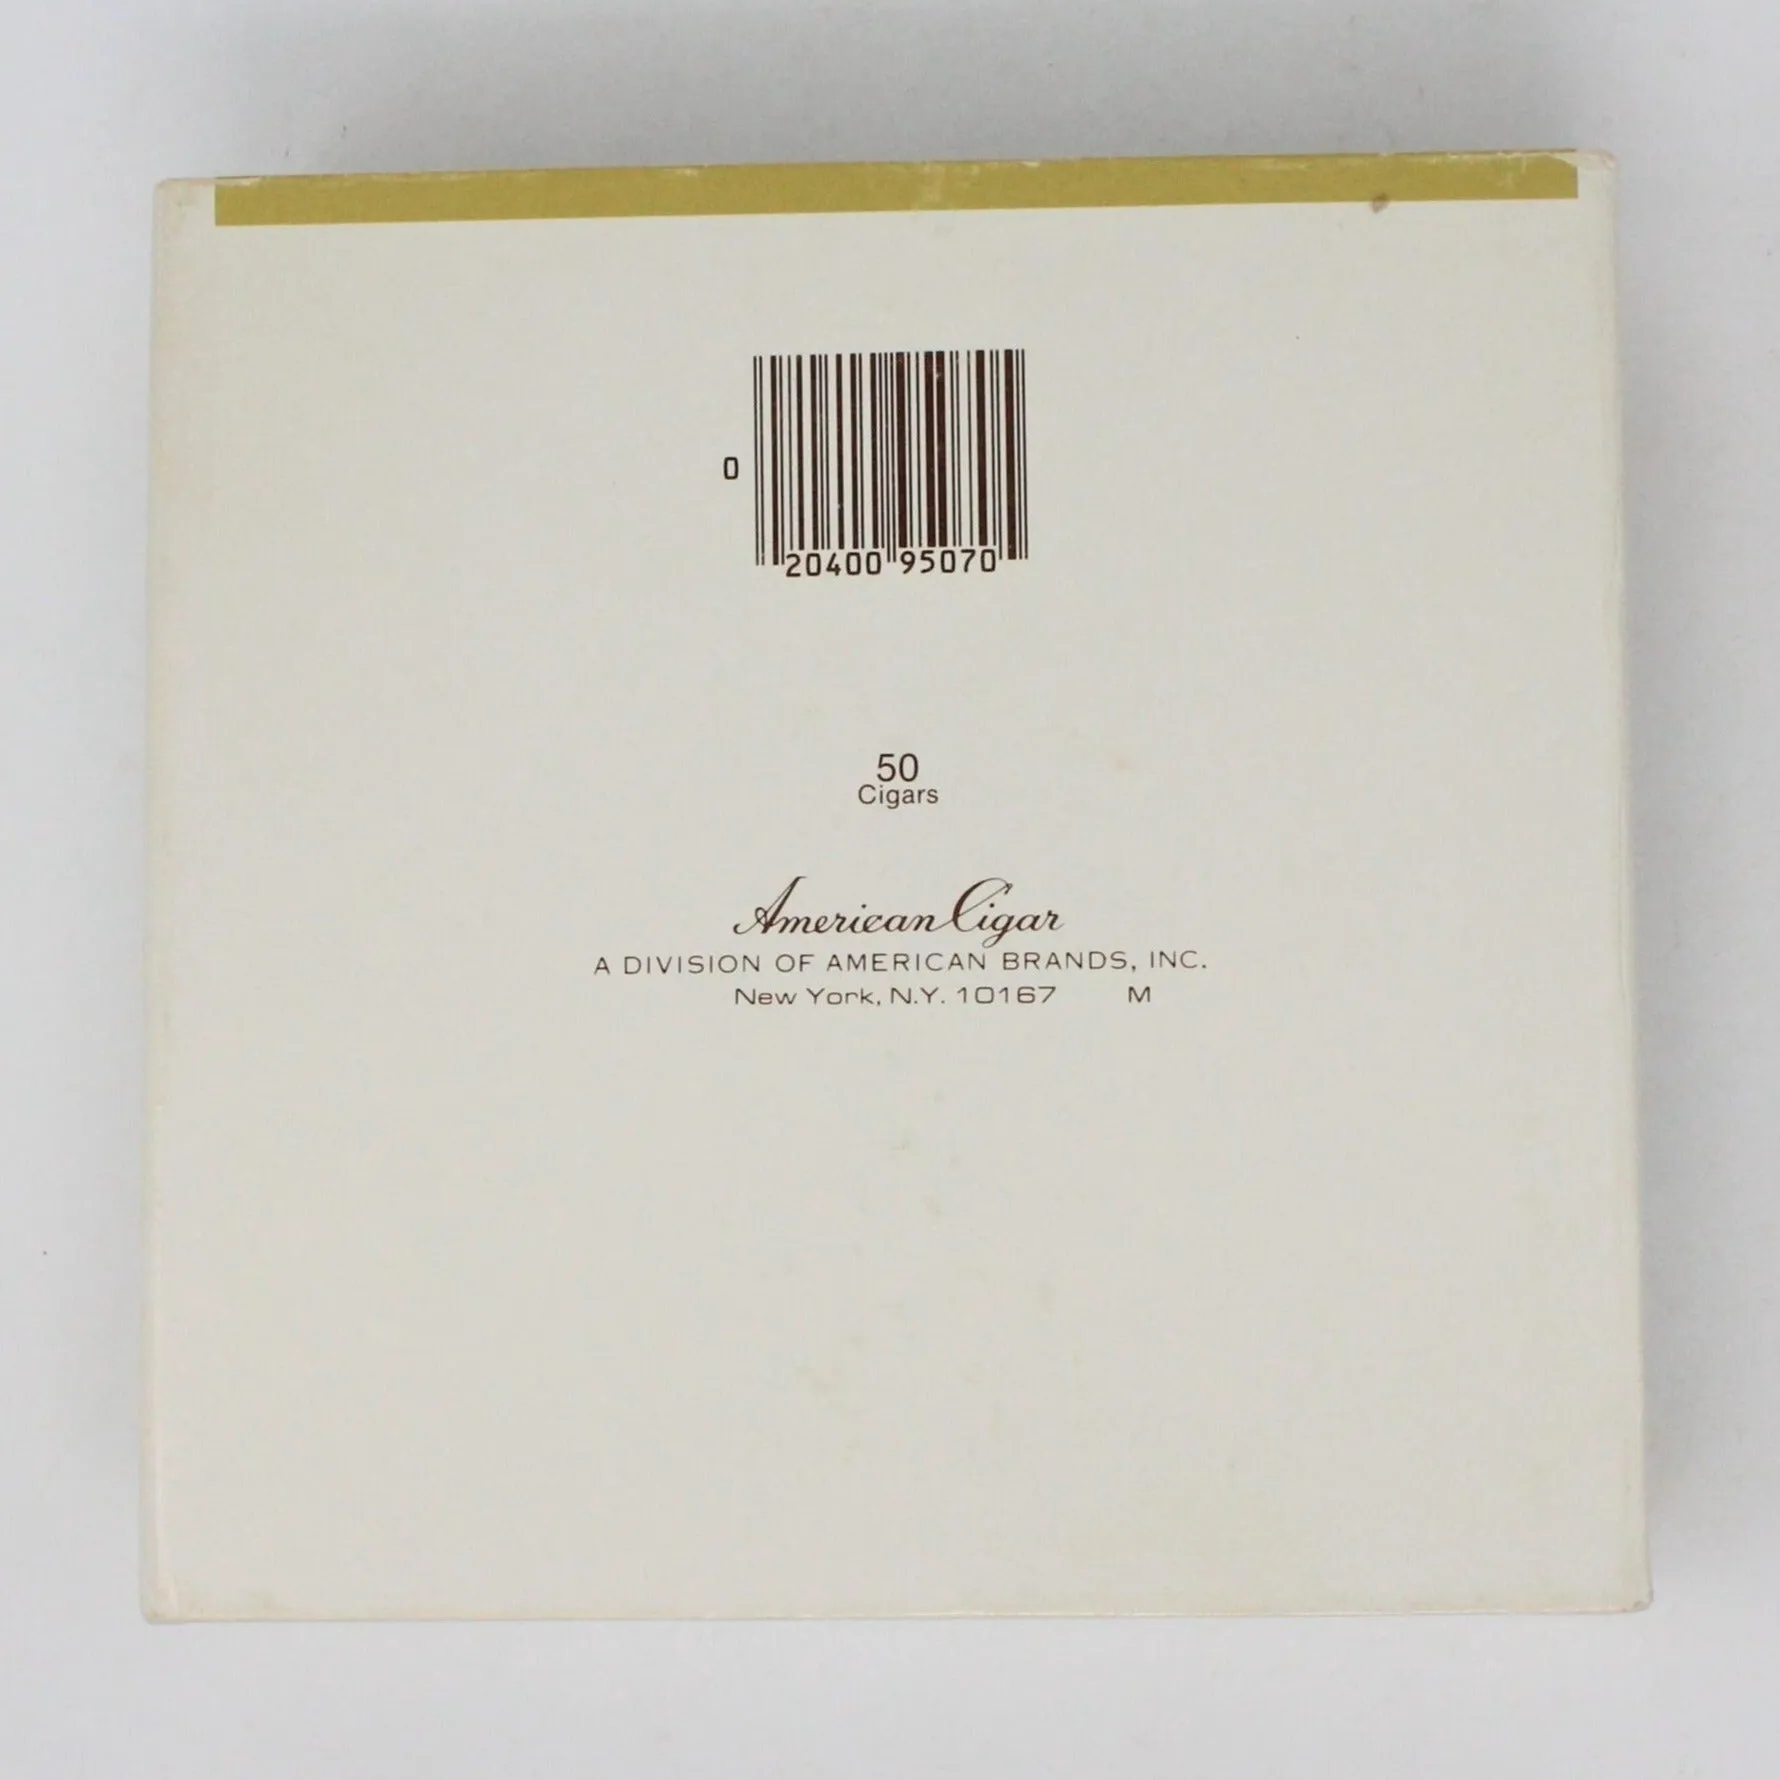 0 20400 95070
50
Cigars
American Cigar
A DIVISION OF AMERICAN BRANDS, INC.
New York, N.Y. 10167 M